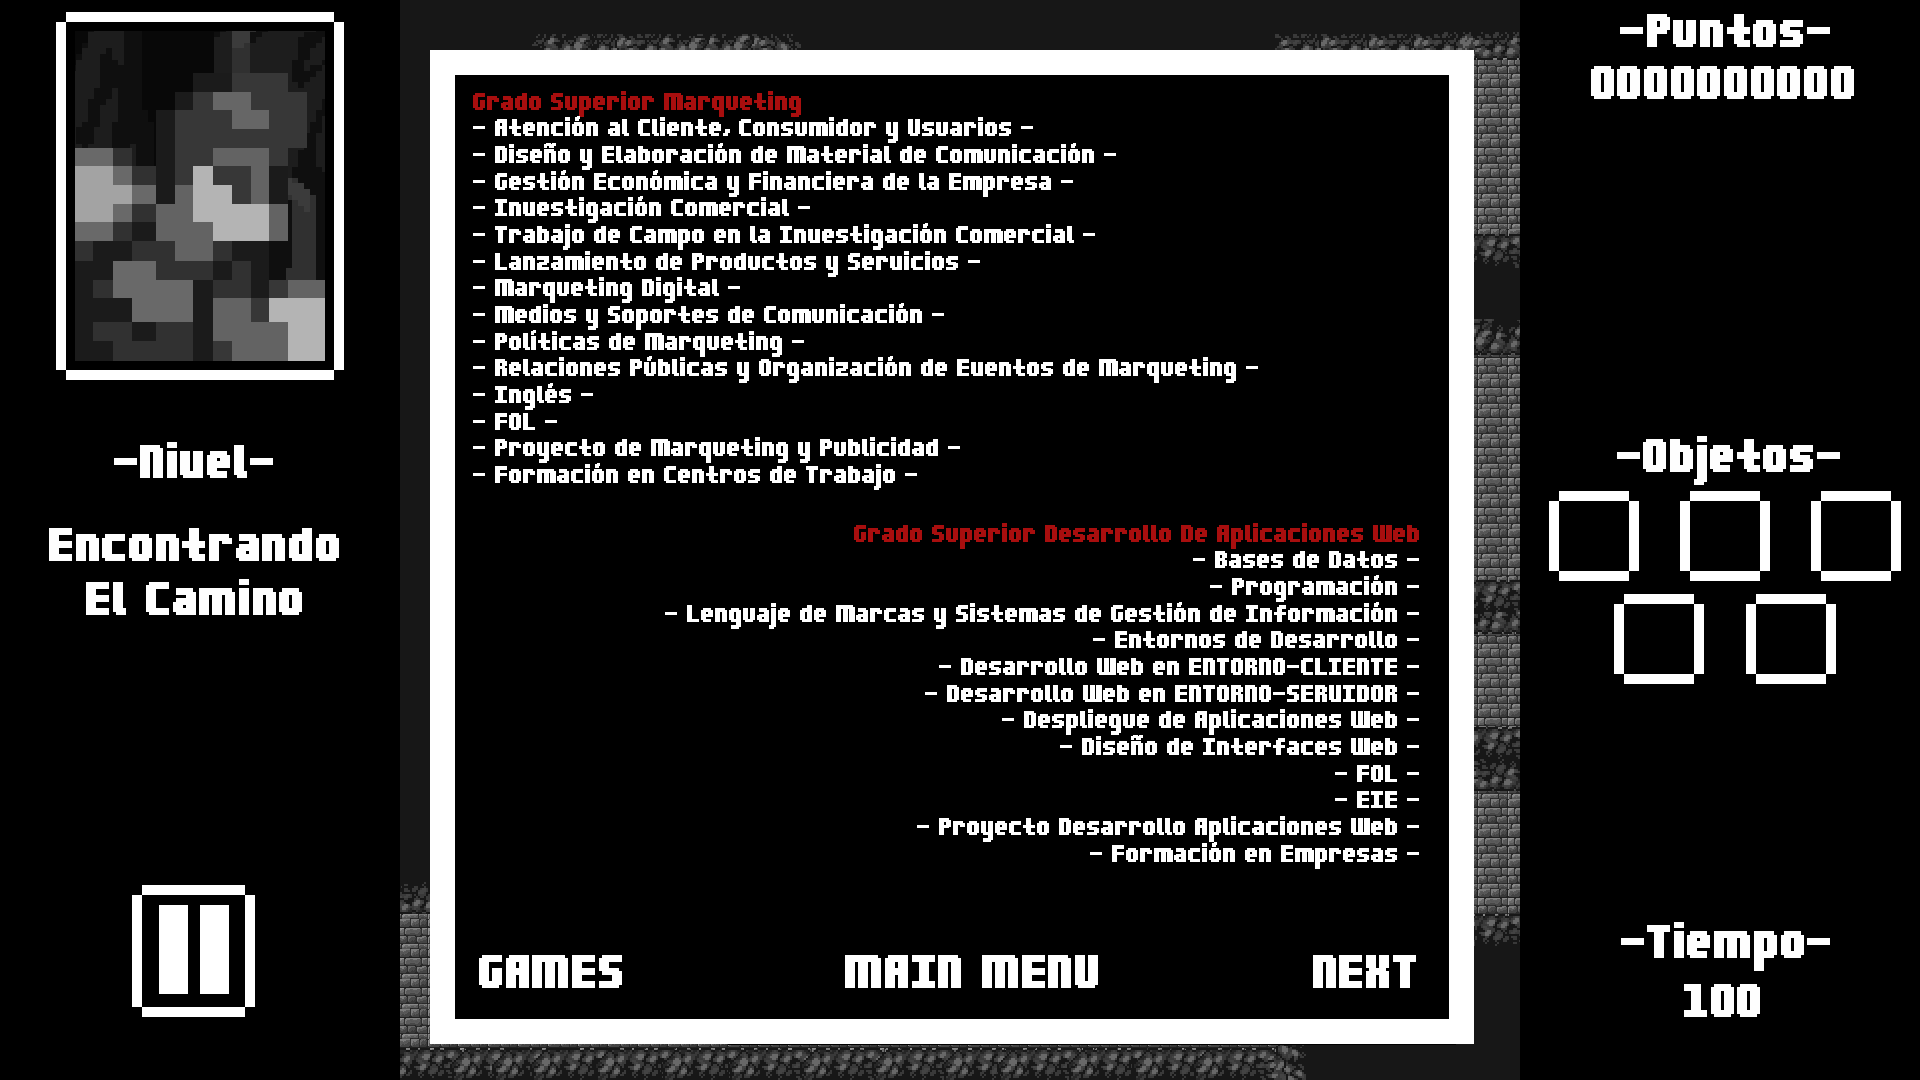 -Nivel-
Encontrando
El Camino
Grado Superior Marqueting
- Atención al Cliente, Consumidor y Usuarios -
- Diseño y Elaboración de Material de Comunicación -
- Gestión Económica y Financiera de la Empresa -
- Investigación Comercial -
- Trabajo de Campo en la Investigación Comercial -
- Lanzamiento de Productos y Servicios -
- Marqueting Digital -
- Medios y Soportes de Comunicación -
- Políticas de Marqueting -
- Relaciones Públicas y Organización de Eventos de Marqueting -
- Inglés -
- FOL -
- Proyecto de Marqueting y Publicidad -
- Formación en Centros de Trabajo -
Grado Superior Desarrollo De Aplicaciones Web
- Bases de Datos -
- Programación -
- Lenguaje de Marcas y Sistemas de Gestión de Información -
- Entornos de Desarrollo -
- Desarrollo Web en ENTORNO-CLIENTE -
- Desarrollo Web en ENTORNO-SERVIDOR -
- Despliegue de Aplicaciones Web -
- Diseño de Interfaces Web -
- FOL -
- EIE -
- Proyecto Desarrollo Aplicaciones Web -
- Formación en Empresas -
GAMES MAIN MENU NEXT
-Puntos-
0000000000
-Objetos-
-Tiempo-
100